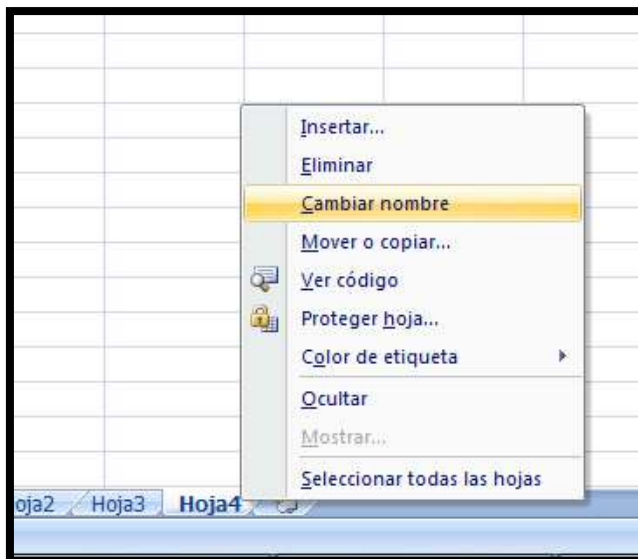 Insertar...
Eliminar
Cambiar nombre
Mover o copiar...
Ver código
Proteger hoja...
Color de etiqueta
Ocultar
Mostrar...
Seleccionar todas las hojas
oja2 Hoja3 Hoja4